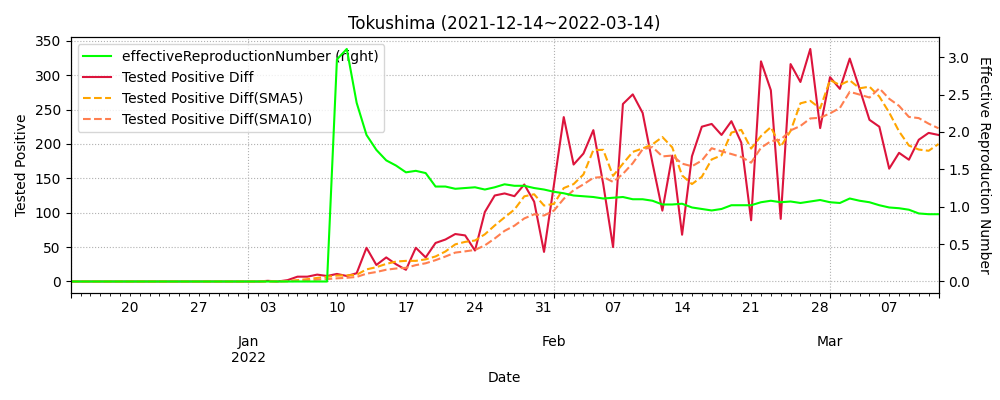 Tokushima (2021-12-14~2022-03-14)
effectiveReproductionNumber (right)
Tested Positive Diff
Tested Positive Diff(SMA5)
Tested Positive Diff(SMA10)
Tested Positive
350
300
250
200
150
100
50
0
3.0
2.5
2.0
1.5
1.0
0.5
0.0
Effective Reproduction Number
20 27 03 10 17 24 31 07 14 21 28 07
Jan Feb Mar
2022
Date